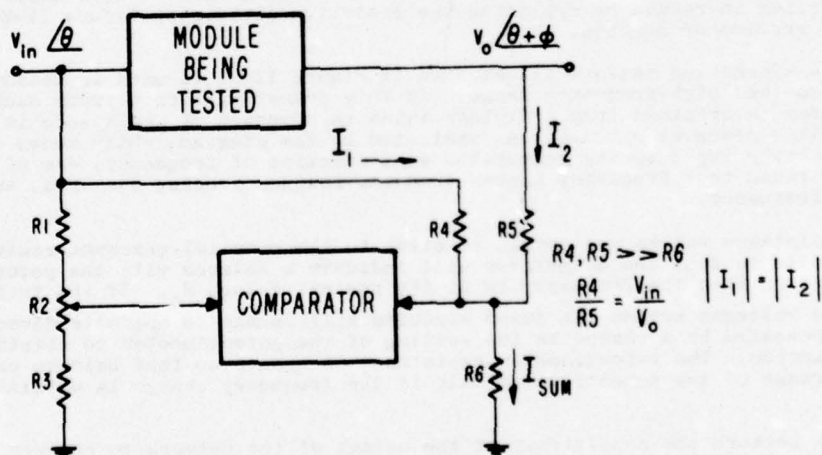 V_in /θ
MODULE
BEING
TESTED
V_o /θ + ϕ
I_1 →
I_2
R1
R4
R5
R4, R5 >> R6
R4/R5 = V_in/V_o
|I_1| = |I_2|
R2
COMPARATOR
R3
R6
I_SUM